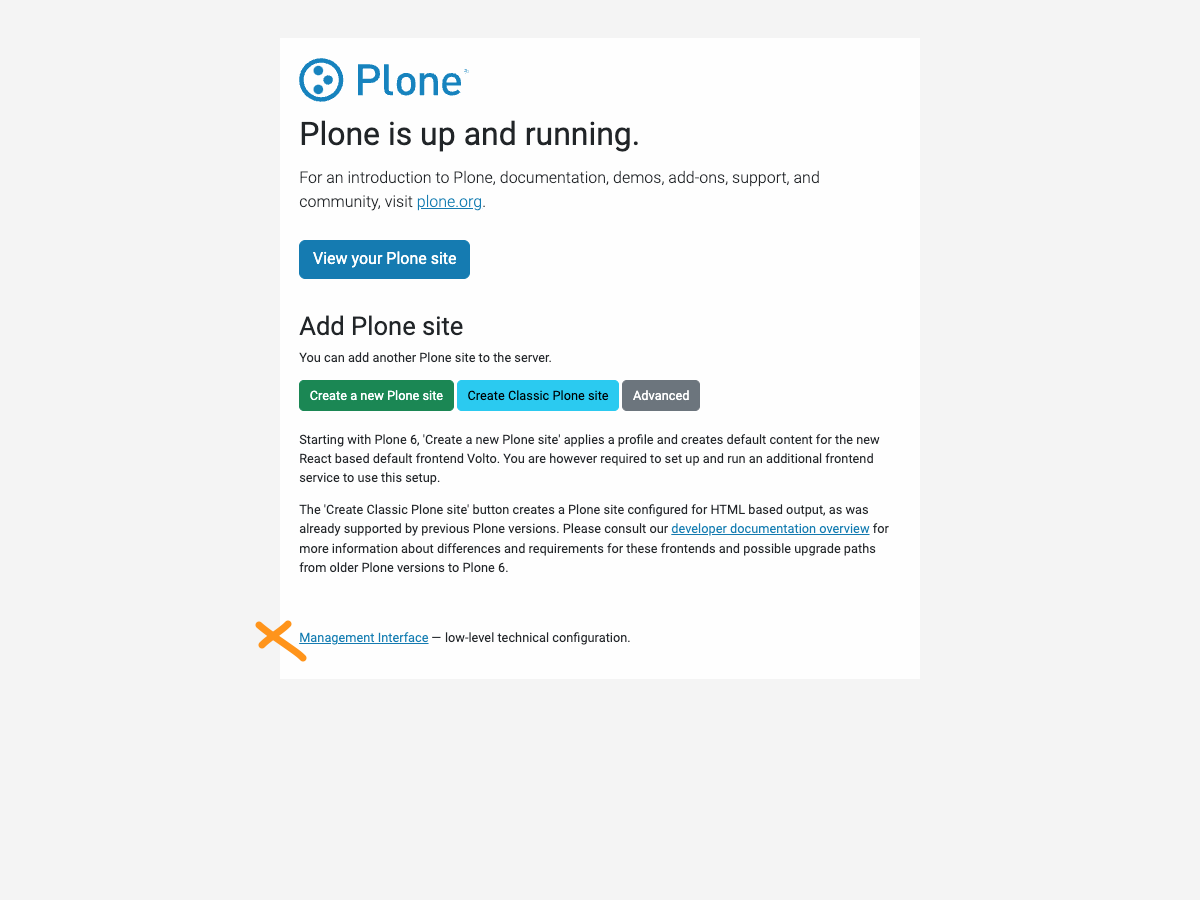 Plone
Plone is up and running.
For an introduction to Plone, documentation, demos, add-ons, support, and
community, visit plone.org.
View your Plone site
Add Plone site
You can add another Plone site to the server.
Create a new Plone site Create Classic Plone site Advanced
Starting with Plone 6, 'Create a new Plone site' applies a profile and creates default content for the new
React based default frontend Volto. You are however required to set up and run an additional frontend
service to use this setup.
The 'Create Classic Plone site' button creates a Plone site configured for HTML based output, as was
already supported by previous Plone versions. Please consult our developer documentation overview for
more information about differences and requirements for these frontends and possible upgrade paths
from older Plone versions to Plone 6.
Management Interface — low-level technical configuration.